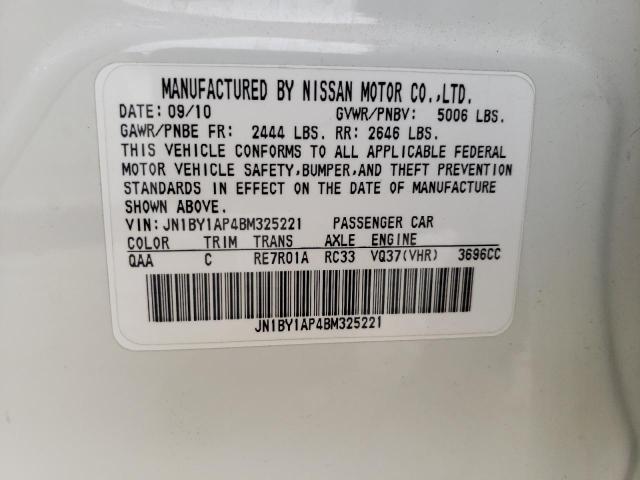 MANUFACTURED BY NISSAN MOTOR CO.,LTD.
DATE: 09/10 GVWR/PNBV: 5006 LBS.
GAWR/PNBE FR: 2444 LBS. RR: 2646 LBS.
THIS VEHICLE CONFORMS TO ALL APPLICABLE FEDERAL
MOTOR VEHICLE SAFETY,BUMPER,AND THEFT PREVENTION
STANDARDS IN EFFECT ON THE DATE OF MANUFACTURE
SHOWN ABOVE.
VIN:JN1BY1AP4BM325221 PASSENGER CAR
COLOR TRIM TRANS AXLE ENGINE
QAA C RE7R01A RC33 VQ37(VHR) 3696CC
JN1BY1AP4BM325221